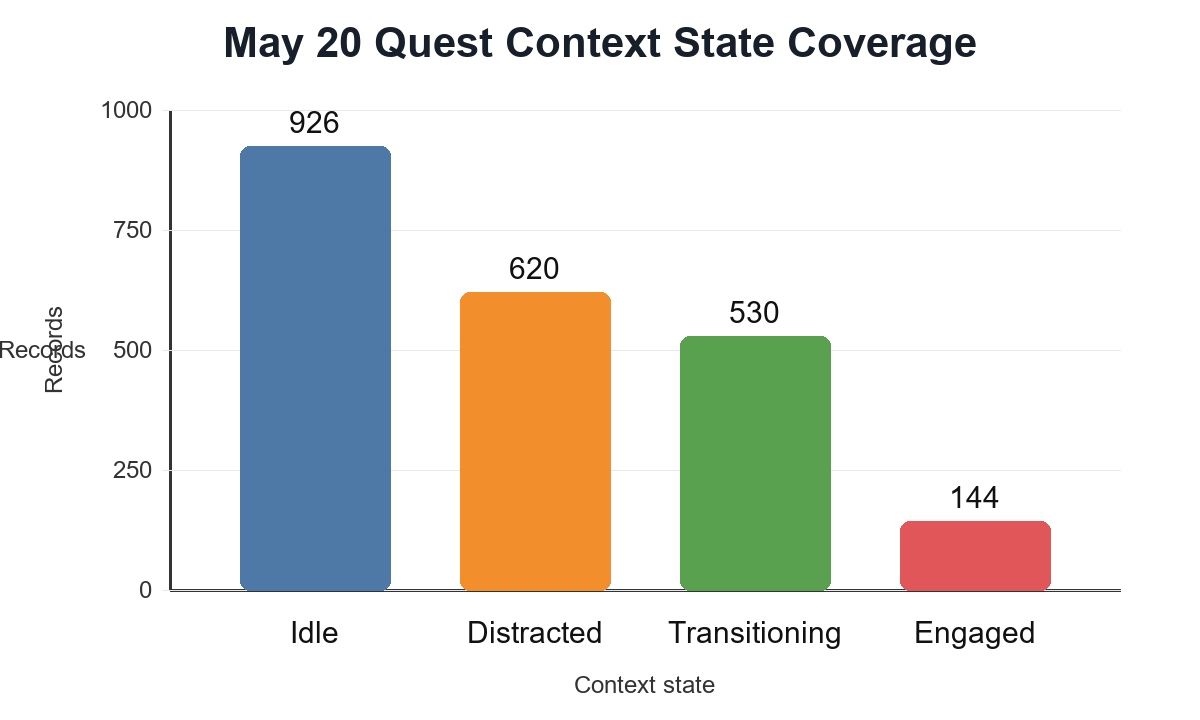 May 20 Quest Context State Coverage
1000
750
500
250
0
Records
Records
926
620
530
144
Idle
Distracted
Transitioning
Engaged
Context state